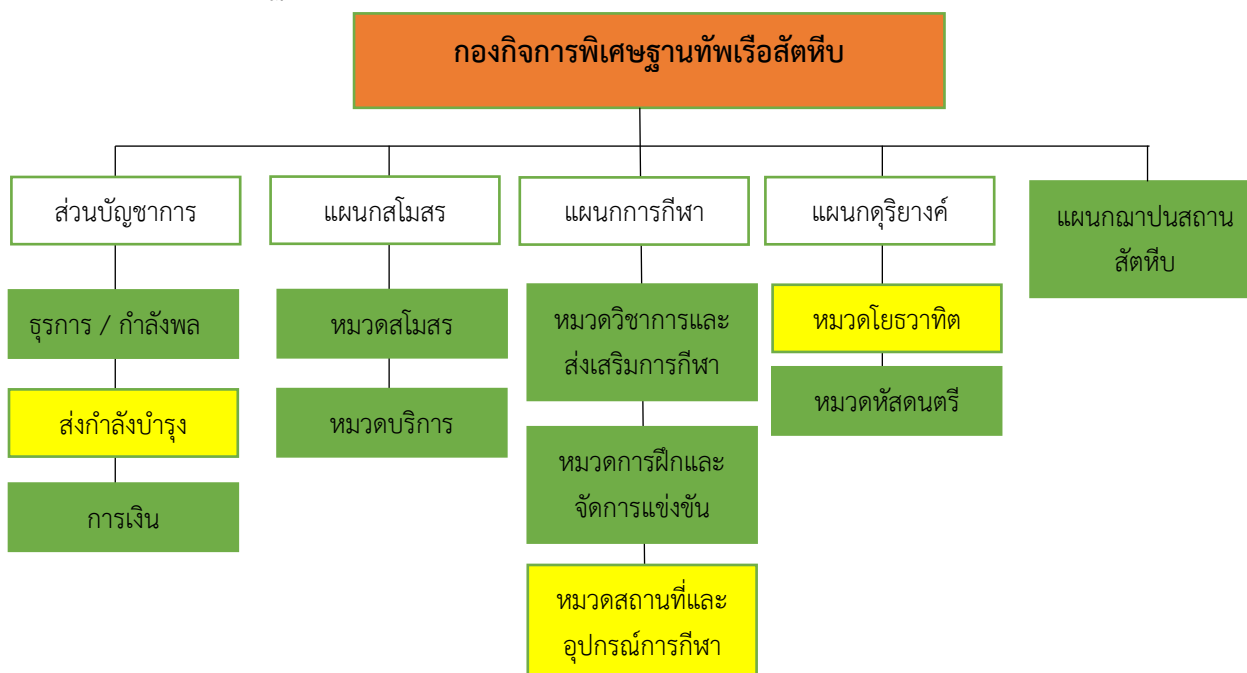 กองกิจการพิเศษฐานทัพเรือสัตหีบ
ส่วนบัญชาการ
แผนกสโมสร
แผนกการกีฬา
แผนกดุริยางค์
แผนกฌาปนสถาน
สัตหีบ
ธุรการ / กำลังพล
หมวดสโมสร
หมวดวิชาการและ
ส่งเสริมการกีฬา
หมวดโยธวาทิต
ส่งกำลังบำรุง
หมวดบริการ
หมวดการฝึกและ
จัดการแข่งขัน
หมวดหัสดนตรี
การเงิน
หมวดสถานที่และ
อุปกรณ์การกีฬา